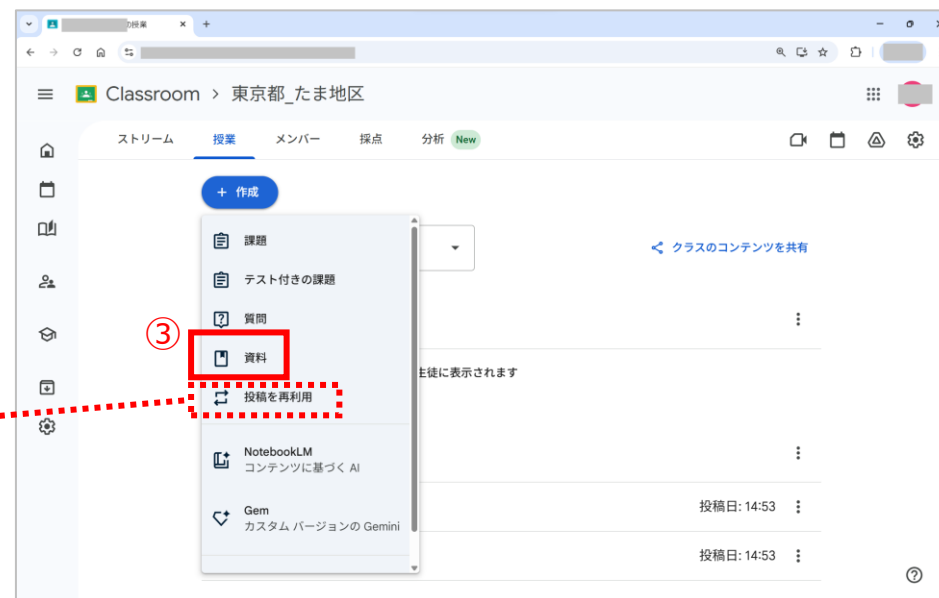 の授業
Classroom > 東京都_たま地区
ストリーム 授業 メンバー 採点 分析 New
+ 作成
課題
クラスのコンテンツを共有
テスト付きの課題
質問
③
資料
生徒に表示されます
投稿を再利用
NotebookLM
コンテンツに基づく AI
Gem
カスタム バージョンの Gemini
投稿日: 14:53
投稿日: 14:53